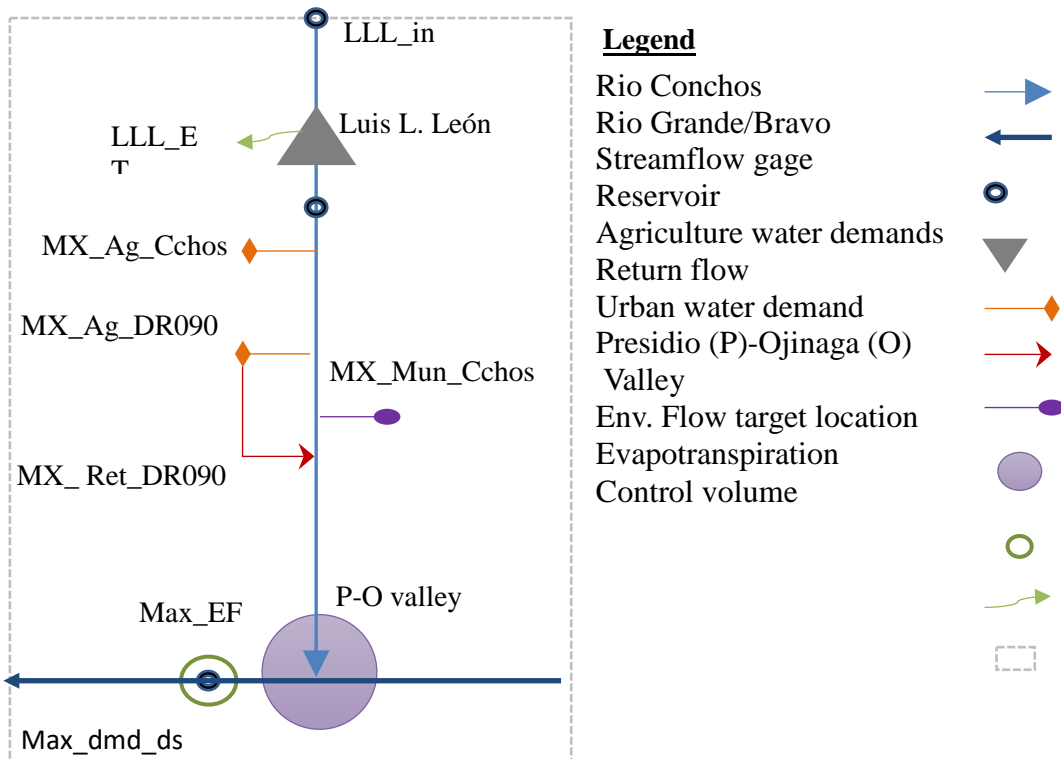 LLL_in
Luis L. León
LLL_E
T
MX_Ag_Cchos
MX_Ag_DR090
MX_Mun_Cchos
MX_ Ret_DR090
P-O valley
Max_EF
Max_dmd_ds
Legend
Rio Conchos
Rio Grande/Bravo
Streamflow gage
Reservoir
Agriculture water demands
Return flow
Urban water demand
Presidio (P)-Ojinaga (O)
Valley
Env. Flow target location
Evapotranspiration
Control volume